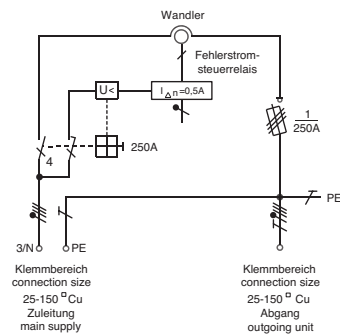 Wandler
Fehlerstrom-
steuerrelais
U<
I△n=0,5A
1
250A
4
250A
PE
3/N
PE
Klemmbereich
connection size
25-150 □ Cu
Zuleitung
main supply
Klemmbereich
connection size
25-150 □ Cu
Abgang
outgoing unit